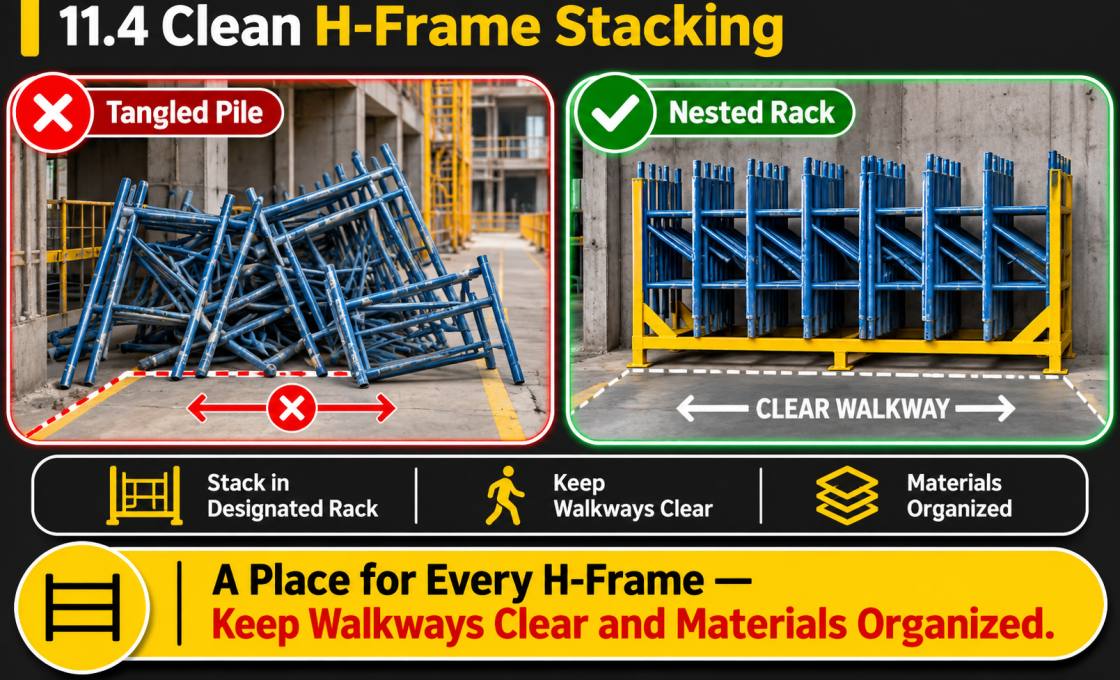 11.4 Clean H-Frame Stacking
Tangled Pile
Nested Rack
CLEAR WALKWAY
Stack in
Designated Rack
Keep
Walkways Clear
Materials
Organized
A Place for Every H-Frame —
Keep Walkways Clear and Materials Organized.